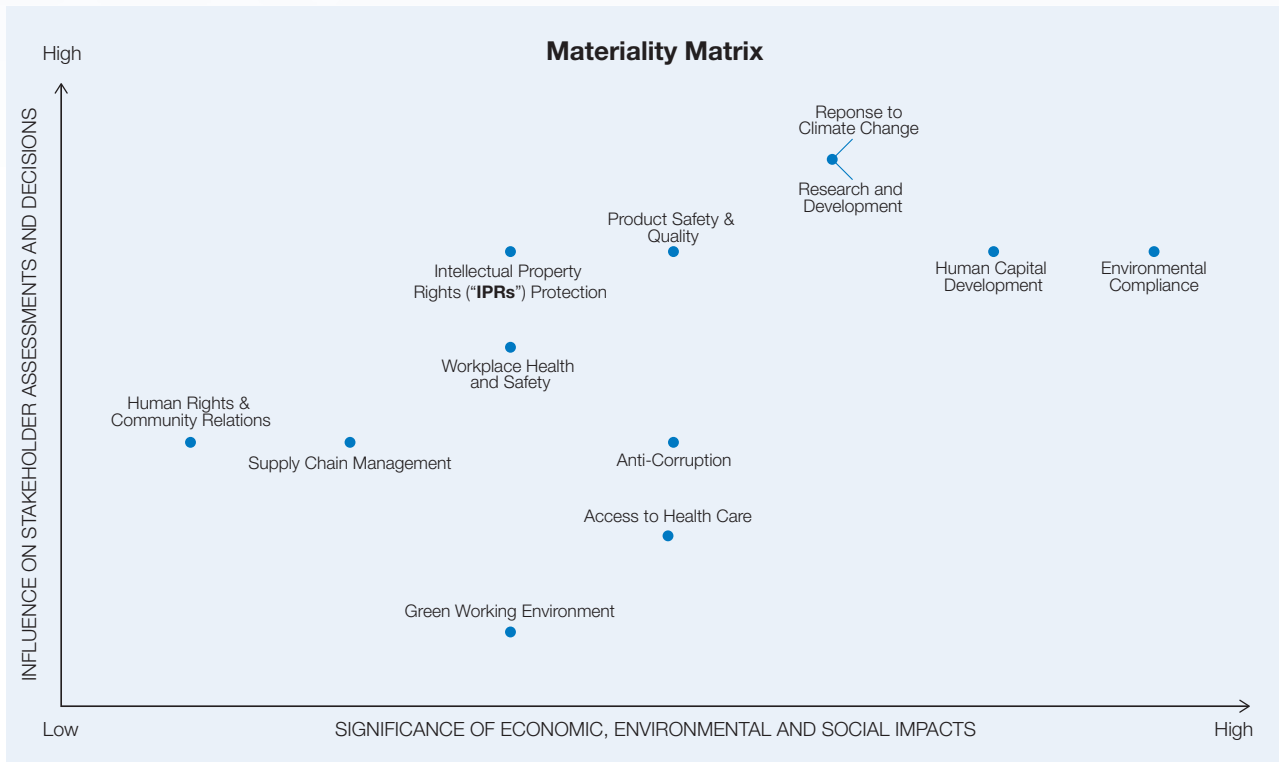 Materiality Matrix
High
INFLUENCE ON STAKEHOLDER ASSESSMENTS AND DECISIONS
Reponse to
Climate Change
Research and
Development
Product Safety &
Quality
Intellectual Property
Rights (“IPRs”) Protection
Human Capital
Development
Environmental
Compliance
Workplace Health
and Safety
Human Rights &
Community Relations
Supply Chain Management
Anti-Corruption
Access to Health Care
Green Working Environment
Low
SIGNIFICANCE OF ECONOMIC, ENVIRONMENTAL AND SOCIAL IMPACTS
High